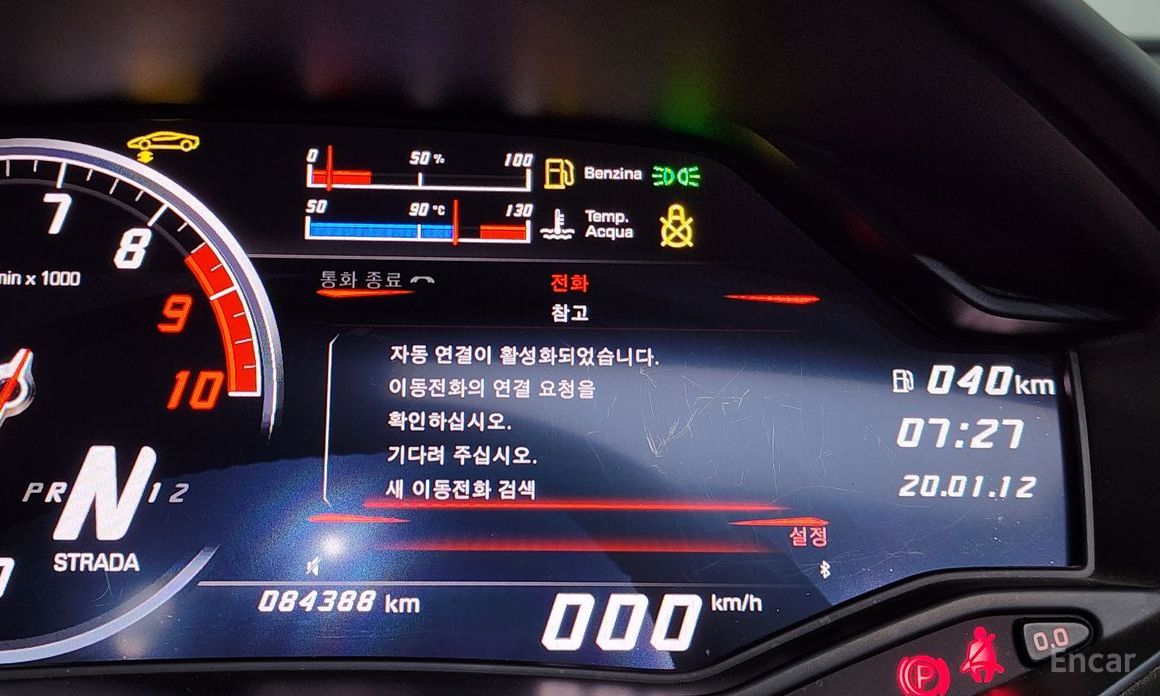 0 50 % 100 Benzina
50 90 °C 130 Temp. Acqua
7
8
min x 1000
9
10
통화 종료
전화
참고
자동 연결이 활성화되었습니다.
이동전화의 연결 요청을
확인하십시오.
기다려 주십시오.
새 이동전화 검색
설정
040 km
07:27
20.01.12
P R N 1 2
STRADA
084388 km
000 km/h
0.0
P
Encar